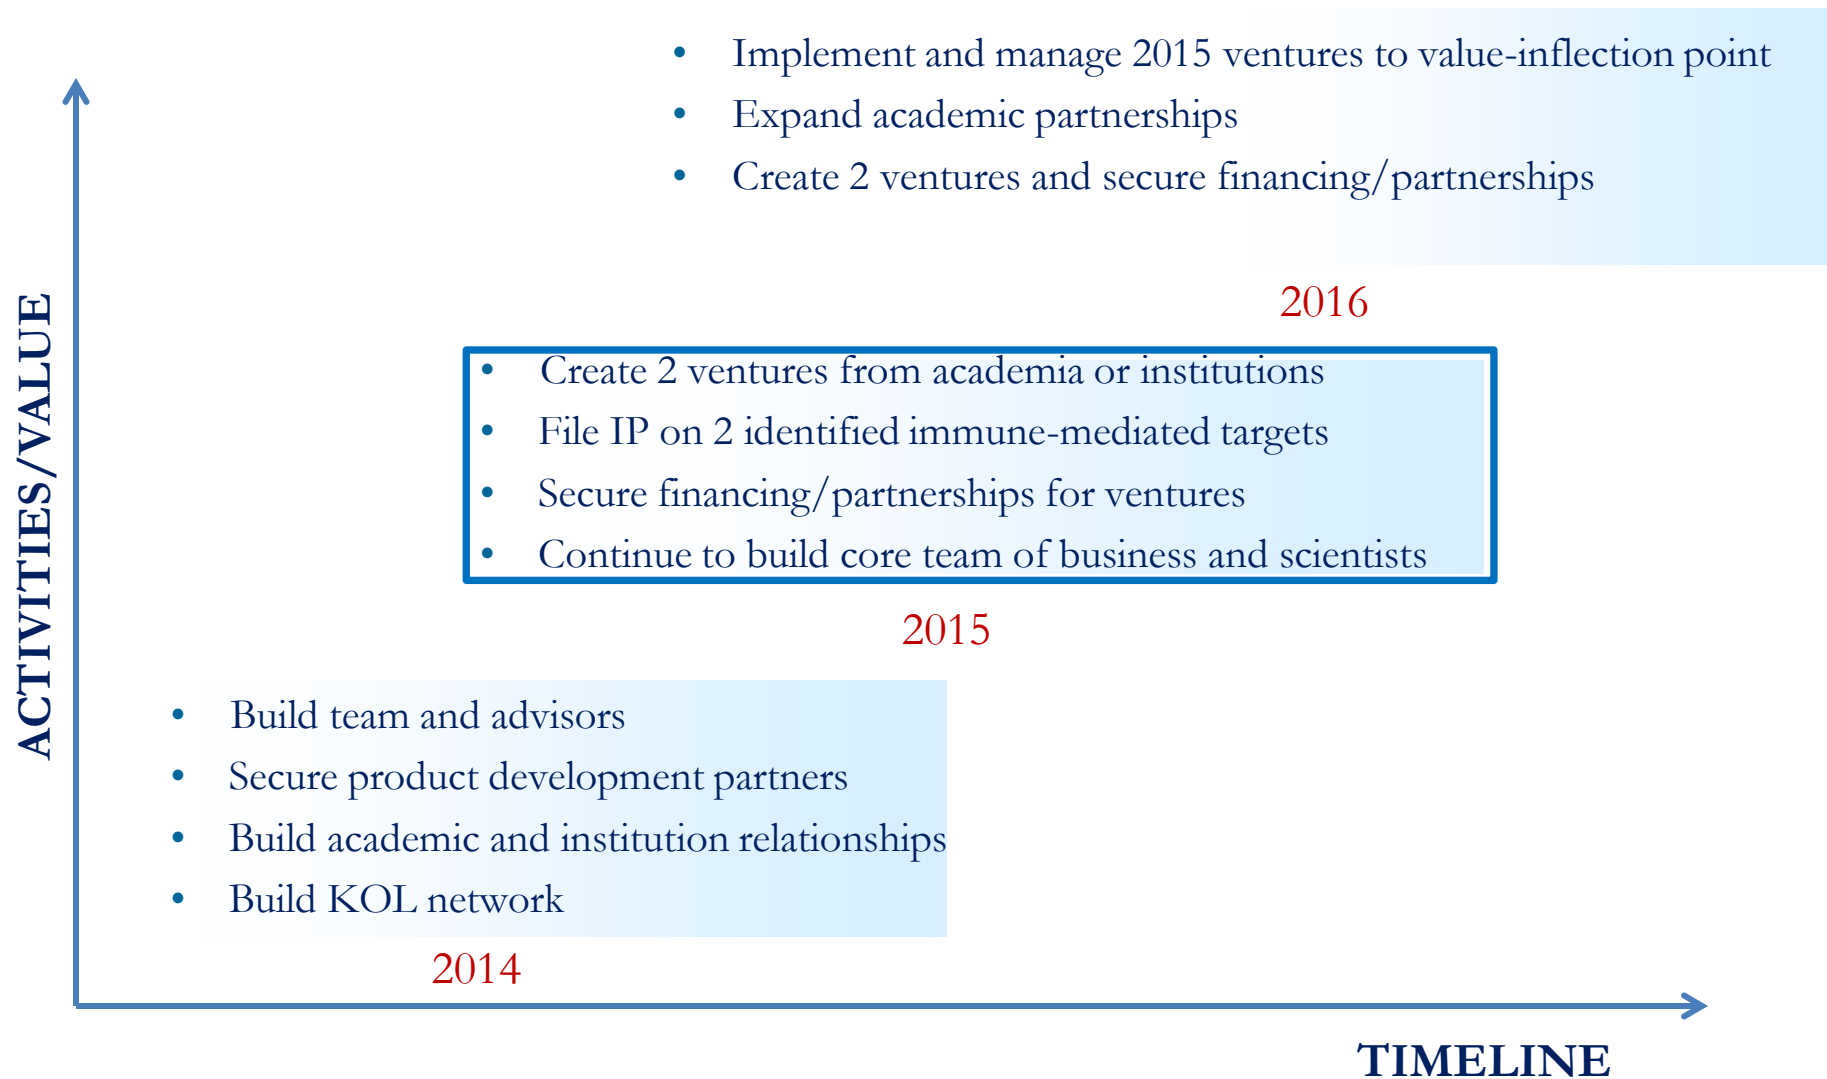 • Implement and manage 2015 ventures to value-inflection point
• Expand academic partnerships
• Create 2 ventures and secure financing/partnerships
2016
• Create 2 ventures from academia or institutions
• File IP on 2 identified immune-mediated targets
• Secure financing/partnerships for ventures
• Continue to build core team of business and scientists
2015
• Build team and advisors
• Secure product development partners
• Build academic and institution relationships
• Build KOL network
2014
ACTIVITIES/VALUE
TIMELINE